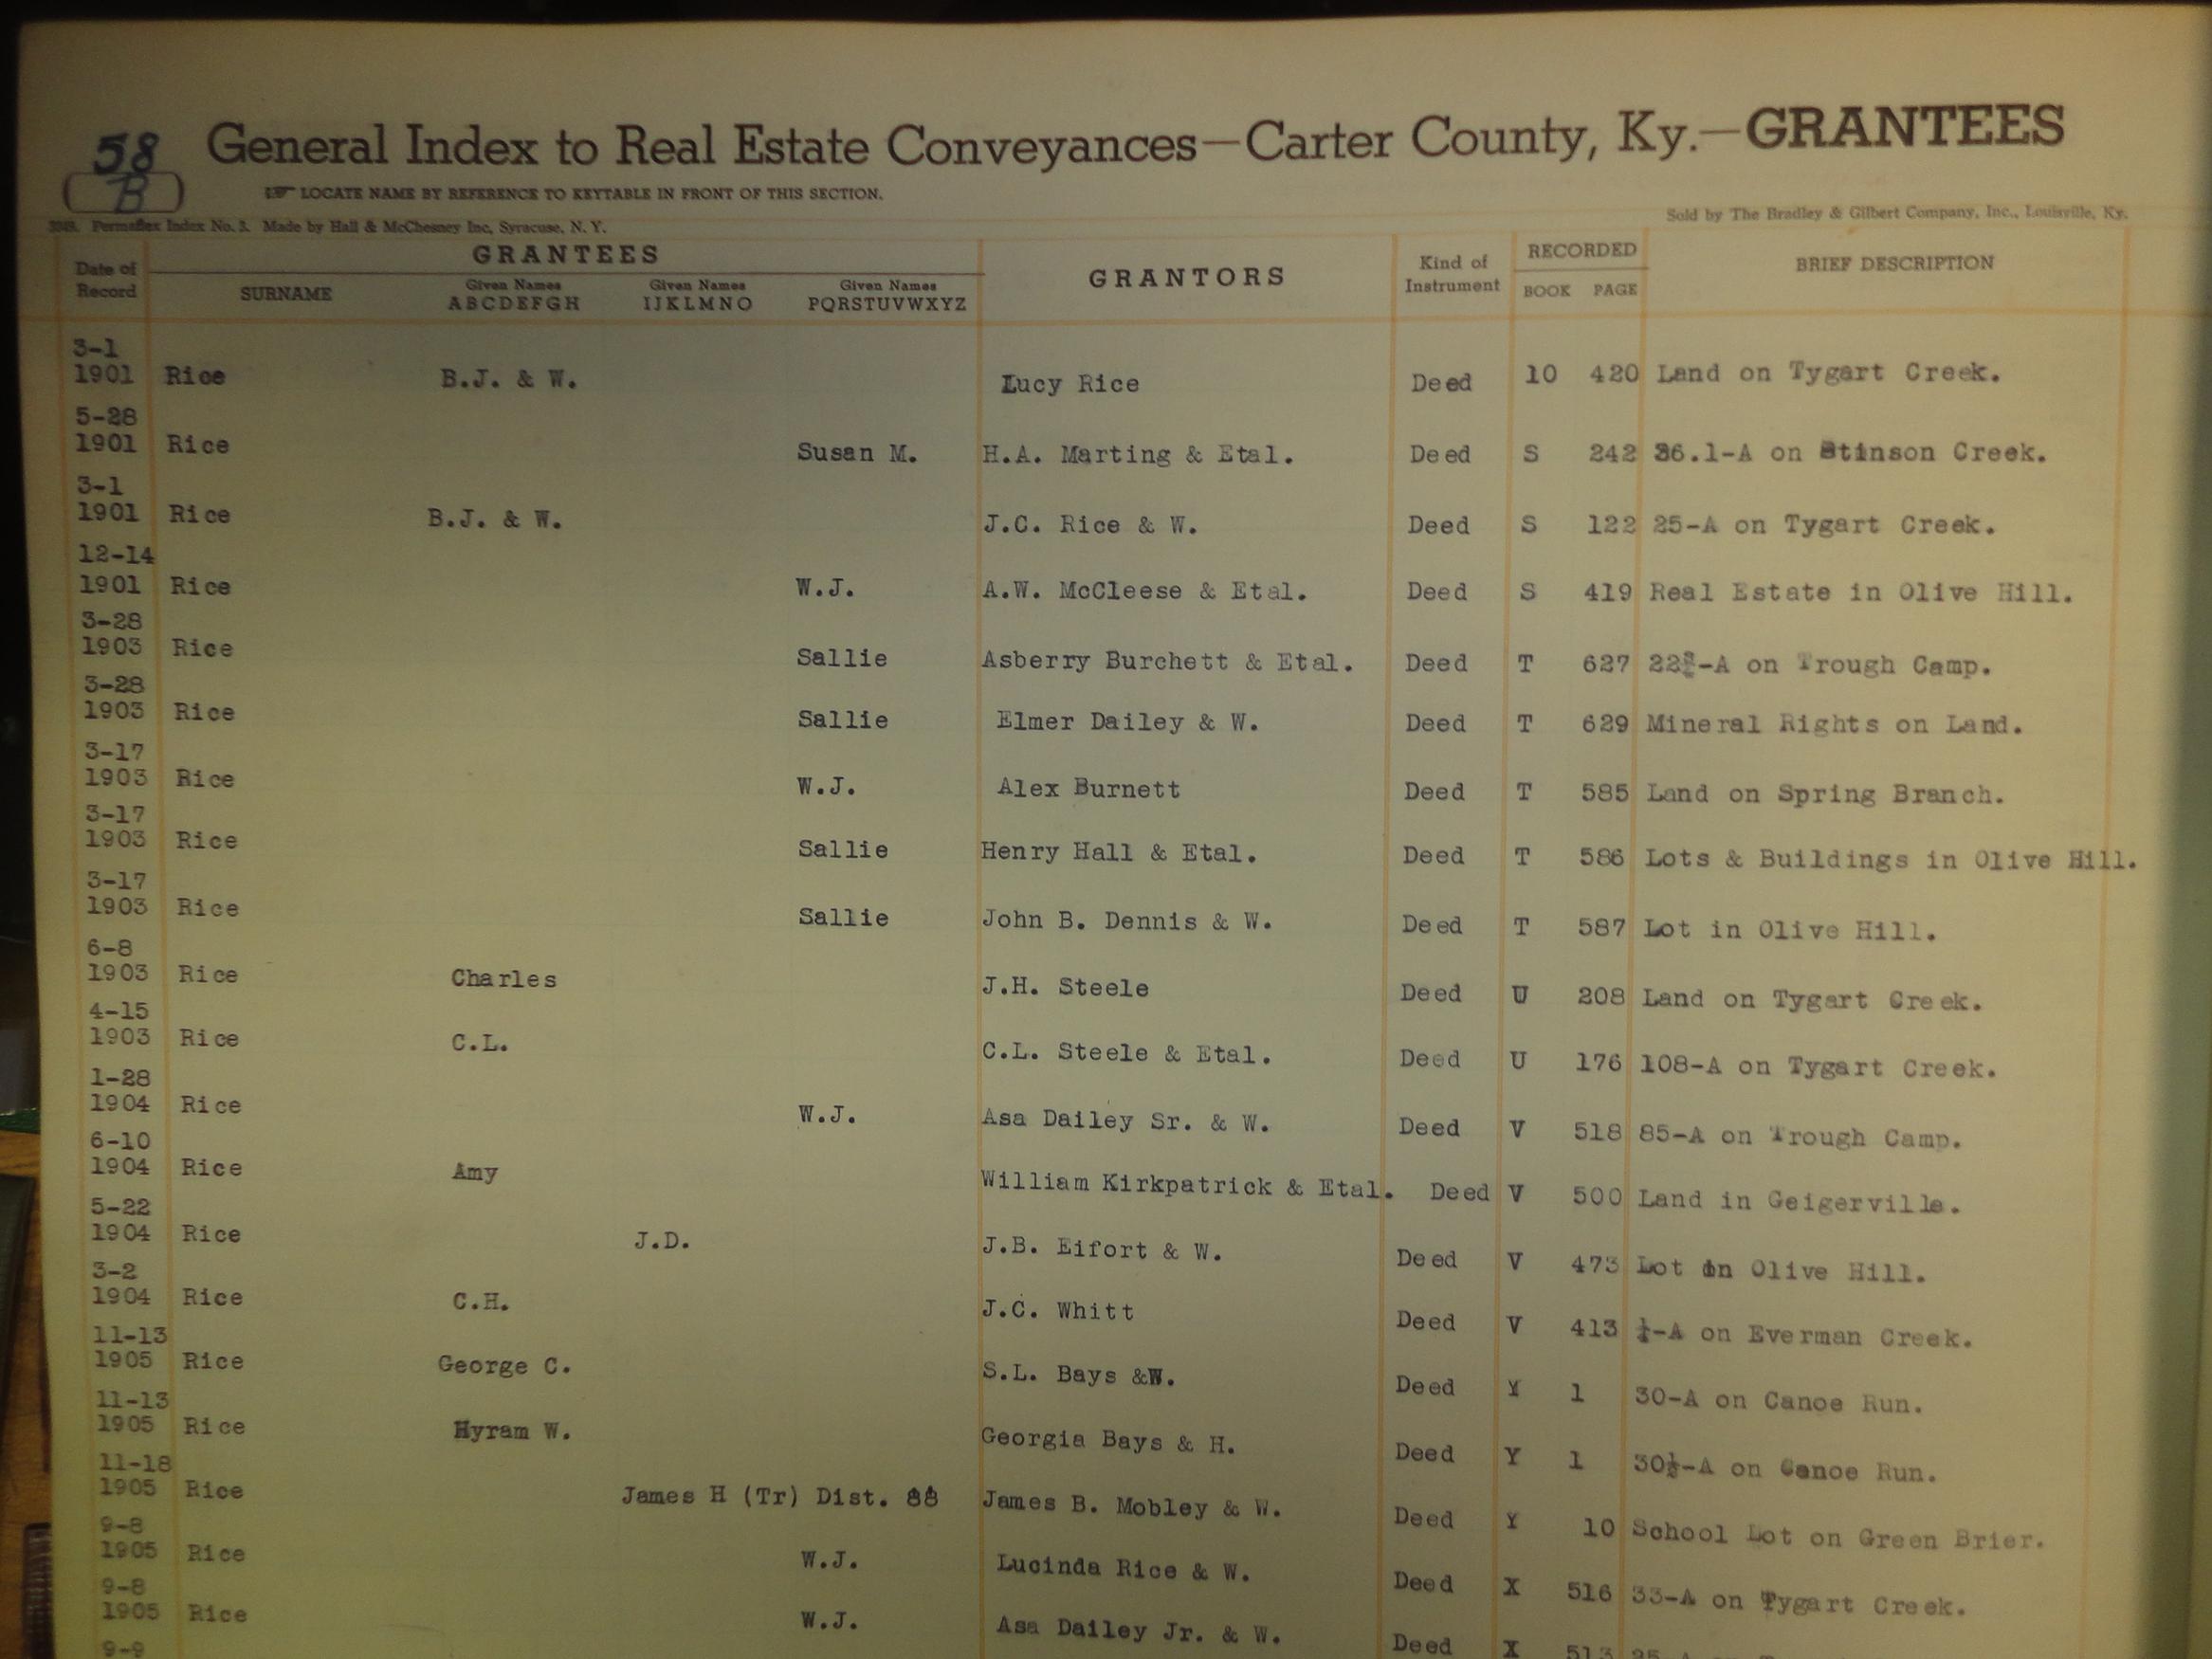 58
B
General Index to Real Estate Conveyances—Carter County, Ky.—GRANTEES
LOCATE NAME BY REFERENCE TO KEYTABLE IN FRONT OF THIS SECTION.
Sold by The Bradley & Gilbert Company, Inc., Louisville, Ky.
Permaflex Index No. 3. Made by Hall & McChesney Inc, Syracuse, N. Y.
Date of Record
GRANTEES
SURNAME
Given Names ABCDEFGH
Given Names IJKLMNO
Given Names PQRSTUVWXYZ
GRANTORS
Kind of Instrument
RECORDED
BOOK PAGE
BRIEF DESCRIPTION
3-1
1901 Rice B.J. & W. Lucy Rice Deed 10 420 Land on Tygart Creek.
5-28
1901 Rice Susan M. H.A. Marting & Etal. Deed S 242 36.1-A on Stinson Creek.
3-1
1901 Rice B.J. & W. J.C. Rice & W. Deed S 122 25-A on Tygart Creek.
12-14
1901 Rice W.J. A.W. McCleese & Etal. Deed S 419 Real Estate in Olive Hill.
3-28
1903 Rice Sallie Asberry Burchett & Etal. Deed T 627 on Trough Camp.
3-28
1903 Rice Sallie Elmer Dailey & W. Deed T 629 Mineral Rights on Land.
3-17
1903 Rice W.J. Alex Burnett Deed T 585 Land on Spring Branch.
3-17
1903 Rice Sallie Henry Hall & Etal. Deed T 586 Lots & Buildings in Olive Hill.
3-17
1903 Rice Sallie John B. Dennis & W. Deed T 587 Lot in Olive Hill.
6-8
1903 Rice Charles J.H. Steele Deed U 208 Land on Tygart Creek.
4-15
1903 Rice C.L. C.L. Steele & Etal. Deed U 176 108-A on Tygart Creek.
1-28
1904 Rice W.J. Asa Dailey Sr. & W. Deed V 518 85-A on Trough Camp.
6-10
1904 Rice Amy William Kirkpatrick & Etal. Deed V 500 Land in Geigerville.
5-22
1904 Rice J.D. J.B. Eifort & W. Deed V 473 Lot in Olive Hill.
3-2
1904 Rice C.H. J.C. Whitt Deed V 413 ¼-A on Everman Creek.
11-13
1905 Rice George C. S.L. Bays &W. Deed Y 1 30-A on Canoe Run.
11-13
1905 Rice Hyram W. Georgia Bays & H. Deed Y 1 30½-A on Canoe Run.
11-18
1905 Rice James H (Tr) Dist. 88 James B. Mobley & W. Deed Y 10 School Lot on Green Brier.
9-8
1905 Rice W.J. Lucinda Rice & W. Deed X 516 33-A on Tygart Creek.
9-8
1905 Rice W.J. Asa Dailey Jr. & W. Deed X 513
9-9